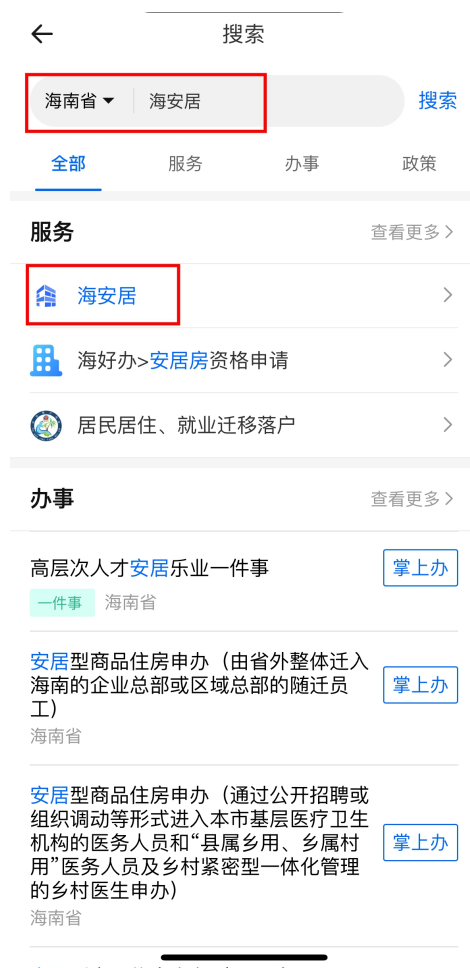 搜索
海南省 海安居 搜索
全部 服务 办事 政策
服务 查看更多
海安居
海好办>安居房资格申请
居民居住、就业迁移落户
办事 查看更多
高层次人才安居乐业一件事 掌上办
一件事 海南省
安居型商品住房申办（由省外整体迁入
海南的企业总部或区域总部的随迁员
工）
掌上办
海南省
安居型商品住房申办（通过公开招聘或
组织调动等形式进入本市基层医疗卫生
机构的医务人员和“县属乡用、乡属村
用”医务人员及乡村紧密型一体化管理
的乡村医生申办）
掌上办
海南省